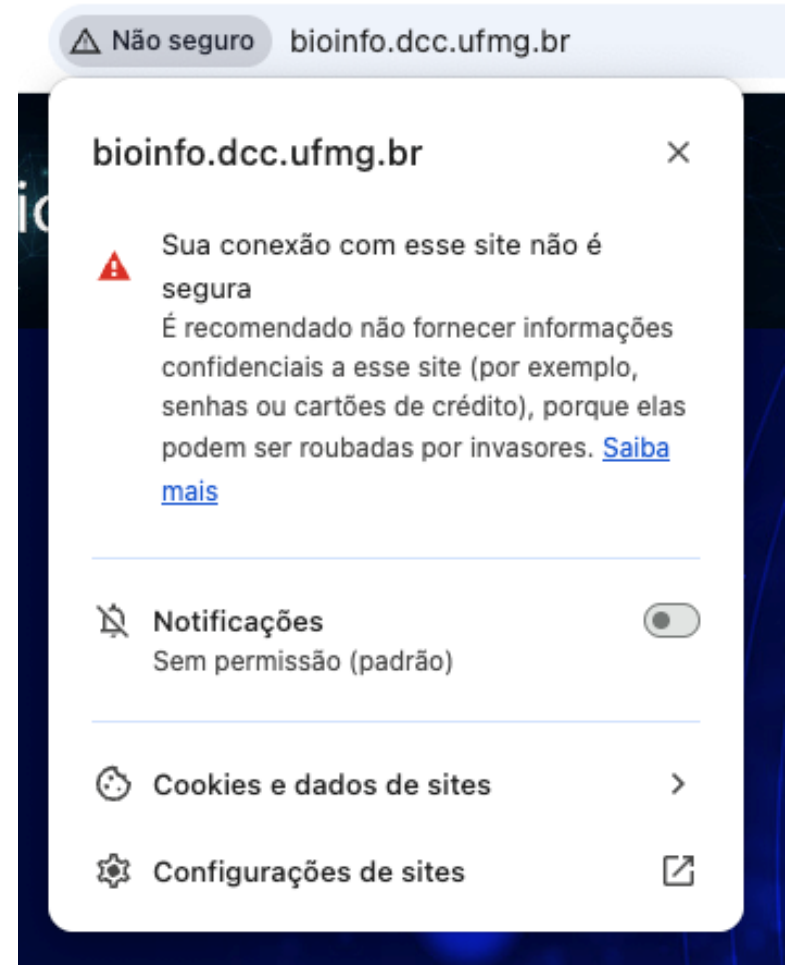 Não seguro bioinfo.dcc.ufmg.br
bioinfo.dcc.ufmg.br
Sua conexão com esse site não é
segura
É recomendado não fornecer informações
confidenciais a esse site (por exemplo,
senhas ou cartões de crédito), porque elas
podem ser roubadas por invasores. Saiba
mais
Notificações
Sem permissão (padrão)
Cookies e dados de sites
Configurações de sites